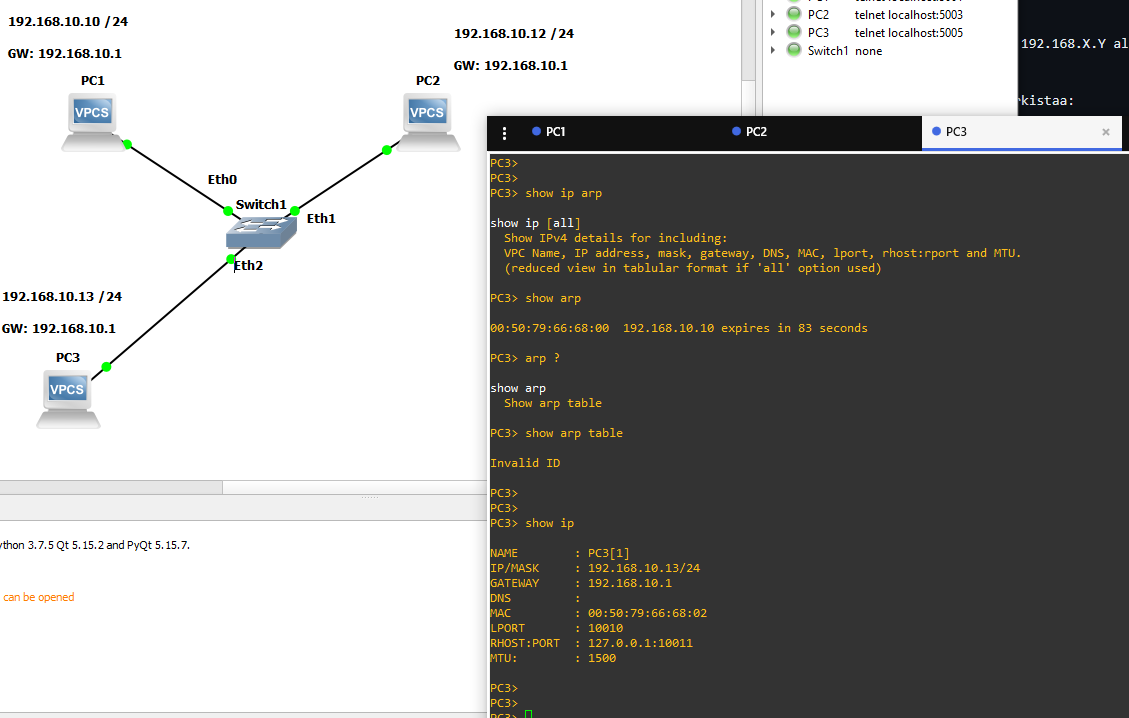 192.168.10.10 /24
GW: 192.168.10.1
PC1
VPCS
192.168.10.12 /24
GW: 192.168.10.1
PC2
VPCS
Eth0
Switch1
Eth1
Eth2
192.168.10.13 /24
GW: 192.168.10.1
PC3
VPCS
PC2 telnet localhost:5003
PC3 telnet localhost:5005
Switch1 none
192.168.X.Y al
kistaa:
PC1 PC2 PC3 ×
PC3>
PC3>
PC3> show ip arp
show ip [all]
Show IPv4 details for including:
VPC Name, IP address, mask, gateway, DNS, MAC, lport, rhost:rport and MTU.
(reduced view in tablular format if 'all' option used)
PC3> show arp
00:50:79:66:68:00 192.168.10.10 expires in 83 seconds
PC3> arp ?
show arp
Show arp table
PC3> show arp table
Invalid ID
PC3>
PC3>
PC3> show ip
NAME : PC3[1]
IP/MASK : 192.168.10.13/24
GATEWAY : 192.168.10.1
DNS :
MAC : 00:50:79:66:68:02
LPORT : 10010
RHOST:PORT : 127.0.0.1:10011
MTU: : 1500
PC3>
PC3>
PC3>
ython 3.7.5 Qt 5.15.2 and PyQt 5.15.7.
can be opened